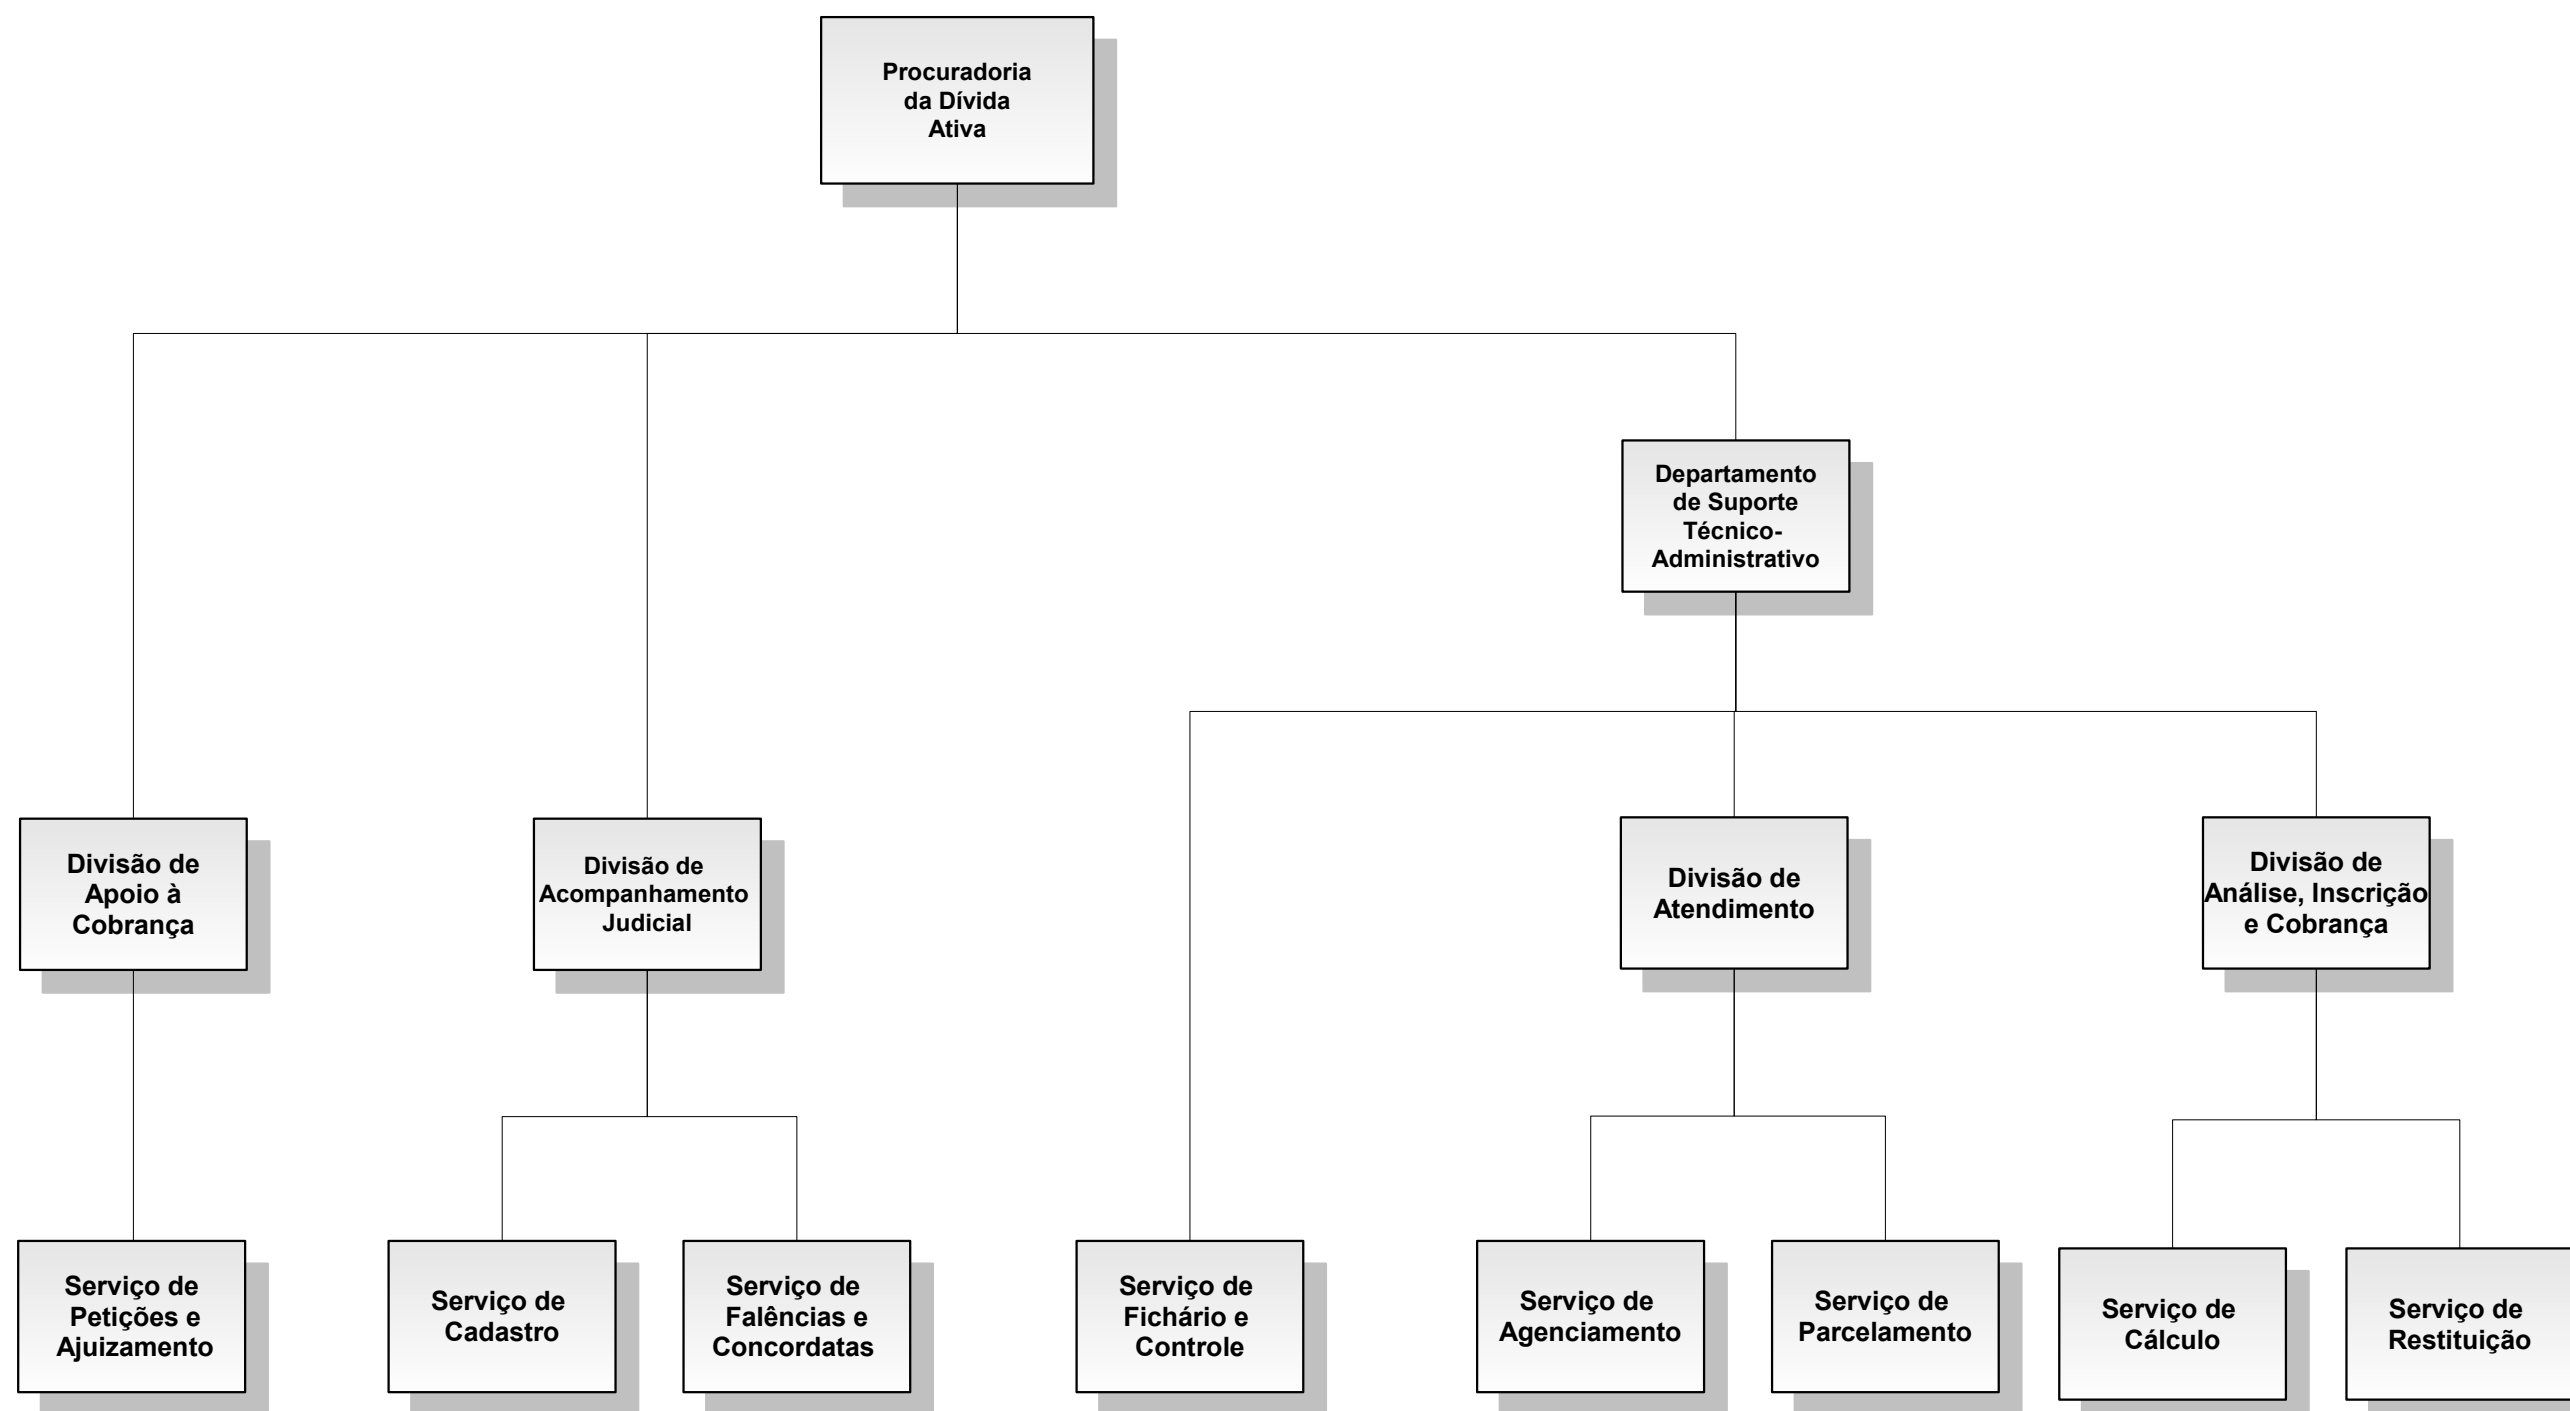 Procuradoria
da Dívida
Ativa
Departamento
de Suporte
Técnico-
Administrativo
Divisão de
Apoio à
Cobrança
Divisão de
Acompanhamento
Judicial
Divisão de
Atendimento
Divisão de
Análise, Inscrição
e Cobrança
Serviço de
Petições e
Ajuizamento
Serviço de
Cadastro
Serviço de
Falências e
Concordatas
Serviço de
Fichário e
Controle
Serviço de
Agenciamento
Serviço de
Parcelamento
Serviço de
Cálculo
Serviço de
Restituição